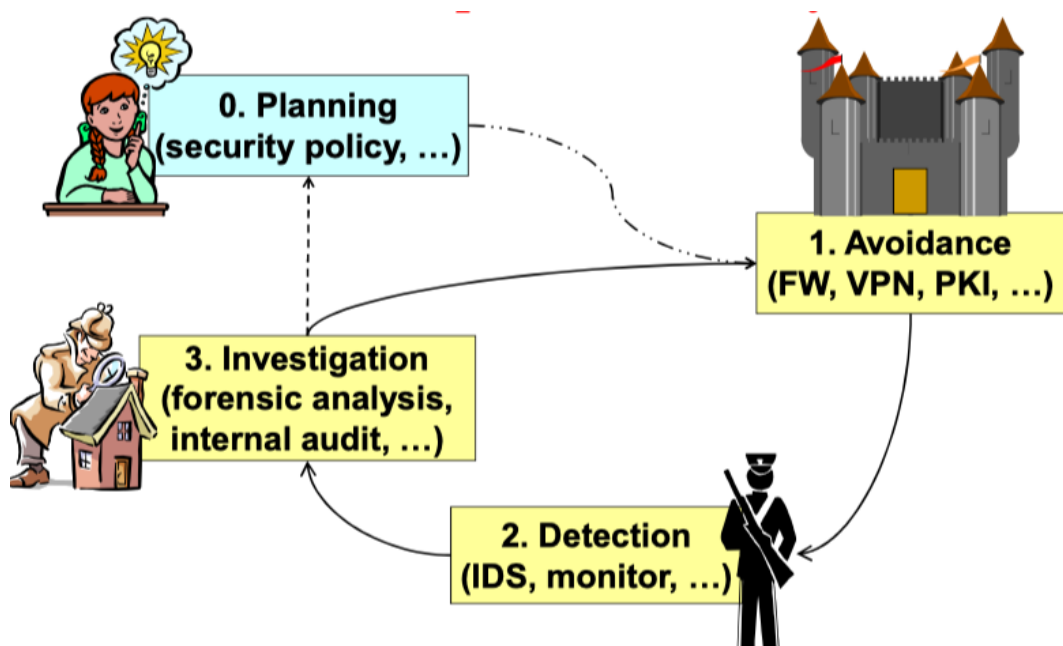 0. Planning
(security policy, …)
1. Avoidance
(FW, VPN, PKI, …)
3. Investigation
(forensic analysis,
internal audit, …)
2. Detection
(IDS, monitor, …)